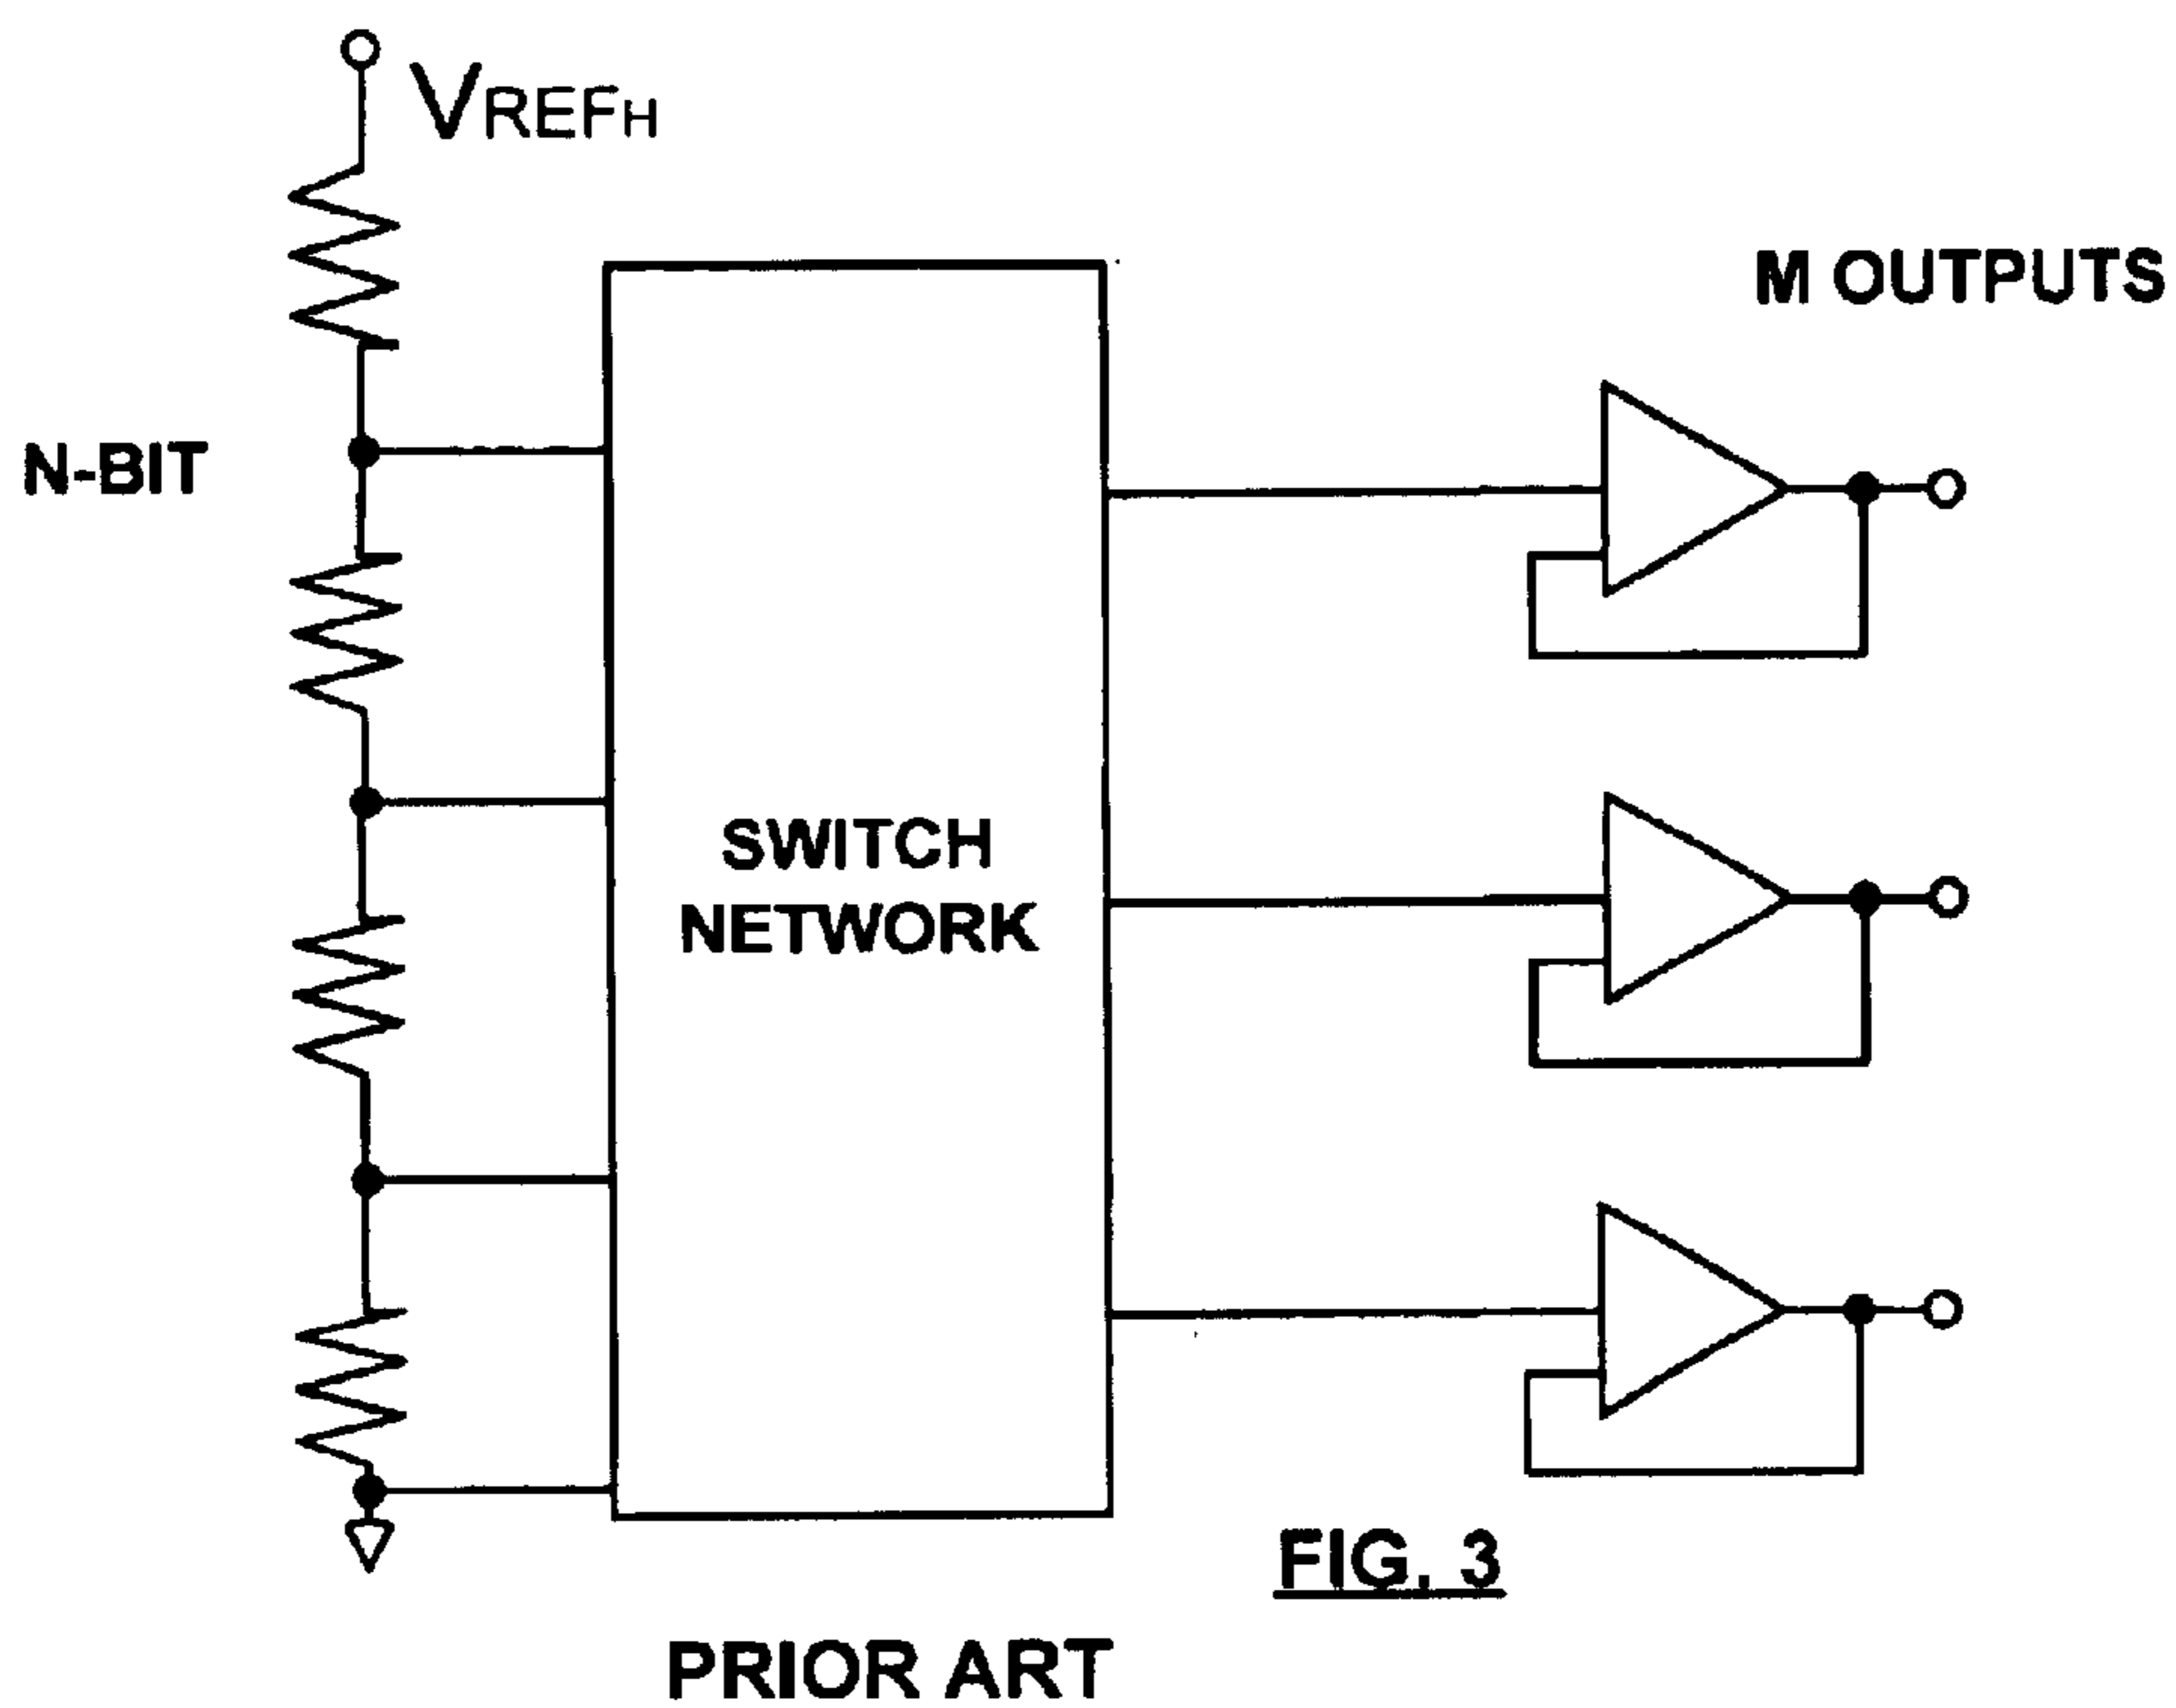 VREFH
M OUTPUTS
N-BIT
SWITCH
NETWORK
FIG. 3
PRIOR ART